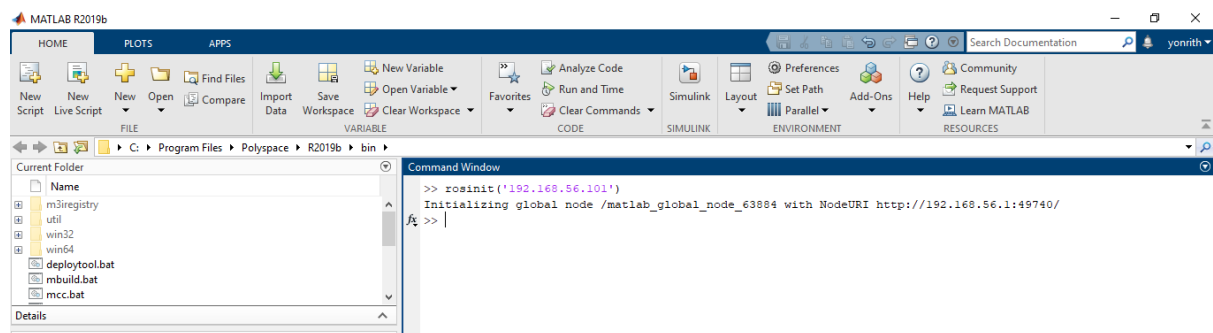 MATLAB R2019b
HOME PLOTS APPS Search Documentation yonrith
New Script
New Live Script
New
Open
Find Files
Compare
Import Data
Save Workspace
New Variable
Open Variable
Clear Workspace
Favorites
Analyze Code
Run and Time
Clear Commands
Simulink
Layout
Preferences
Set Path
Parallel
Add-Ons
Help
Community
Request Support
Learn MATLAB
FILE VARIABLE CODE SIMULINK ENVIRONMENT RESOURCES
C: Program Files Polyspace R2019b bin
Current Folder
Name
m3iregistry
util
win32
win64
deploytool.bat
mbuild.bat
mcc.bat
Details
Command Window
>> rosinit('192.168.56.101')
Initializing global node /matlab_global_node_63884 with NodeURI http://192.168.56.1:49740/
fx >>